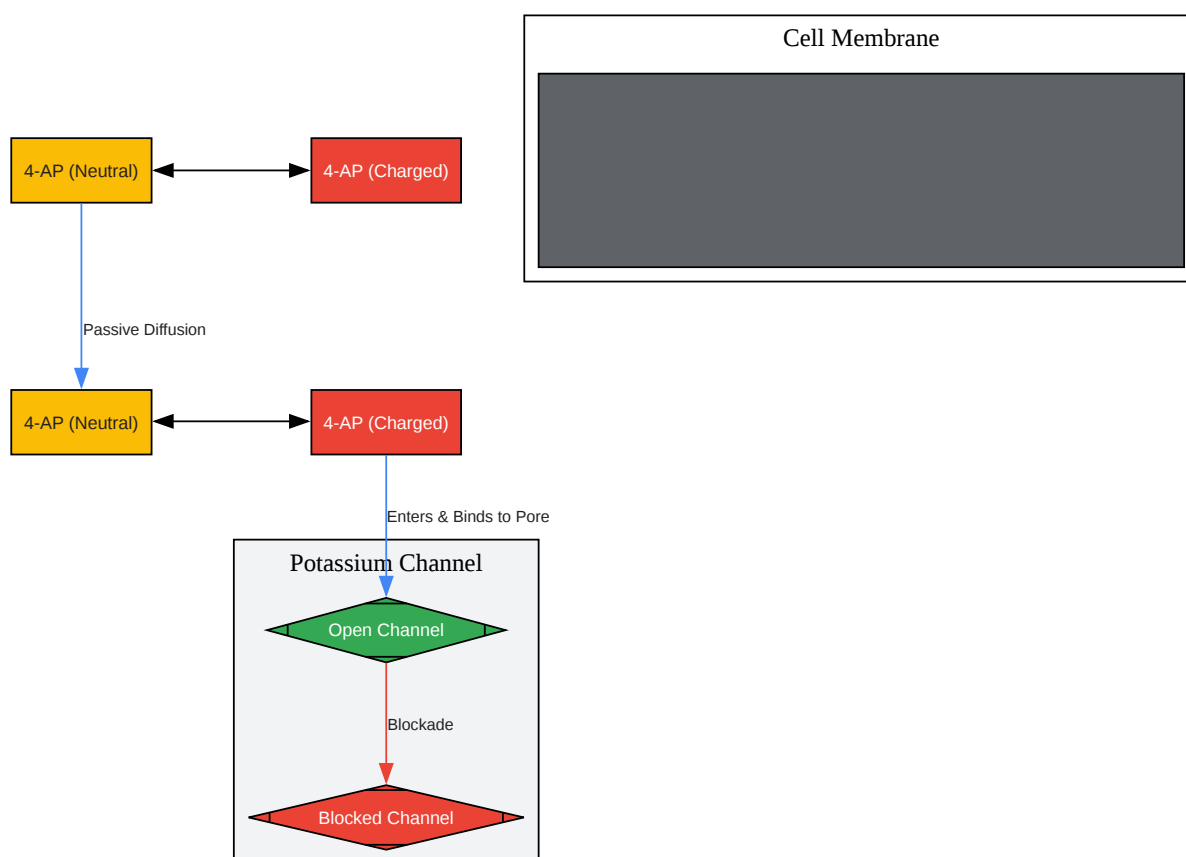 Cell Membrane
4-AP (Neutral)
4-AP (Charged)
Passive Diffusion
4-AP (Neutral)
4-AP (Charged)
Enters & Binds to Pore
Potassium Channel
Open Channel
Blockade
Blocked Channel